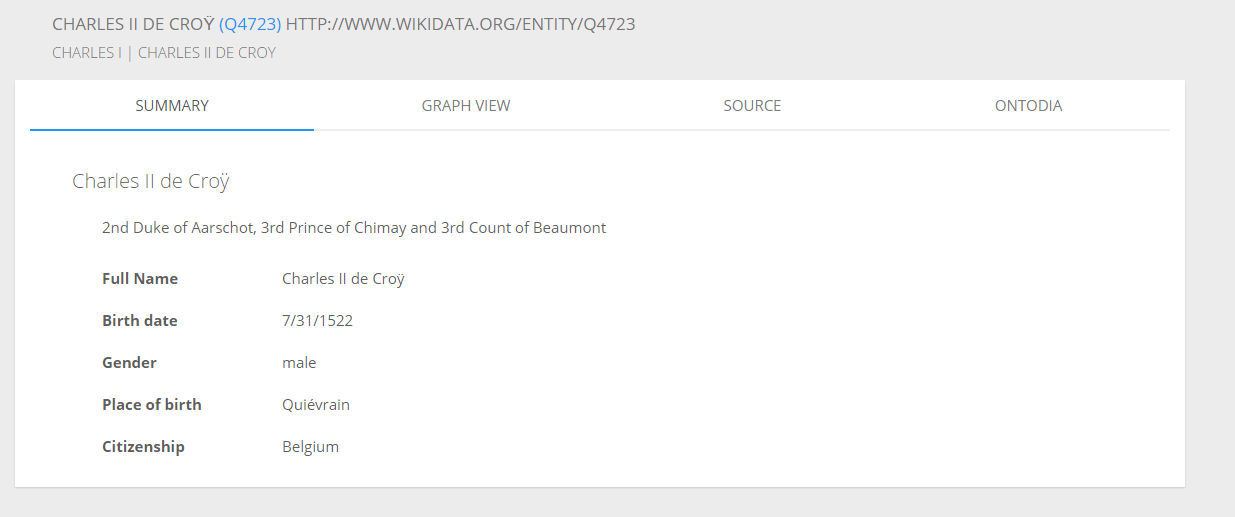 CHARLES II DE CROŸ (Q4723) HTTP://WWW.WIKIDATA.ORG/ENTITY/Q4723
CHARLES I | CHARLES II DE CROY
SUMMARY GRAPH VIEW SOURCE ONTODIA
Charles II de Croÿ
2nd Duke of Aarschot, 3rd Prince of Chimay and 3rd Count of Beaumont
Full Name Charles II de Croÿ
Birth date 7/31/1522
Gender male
Place of birth Quiévrain
Citizenship Belgium